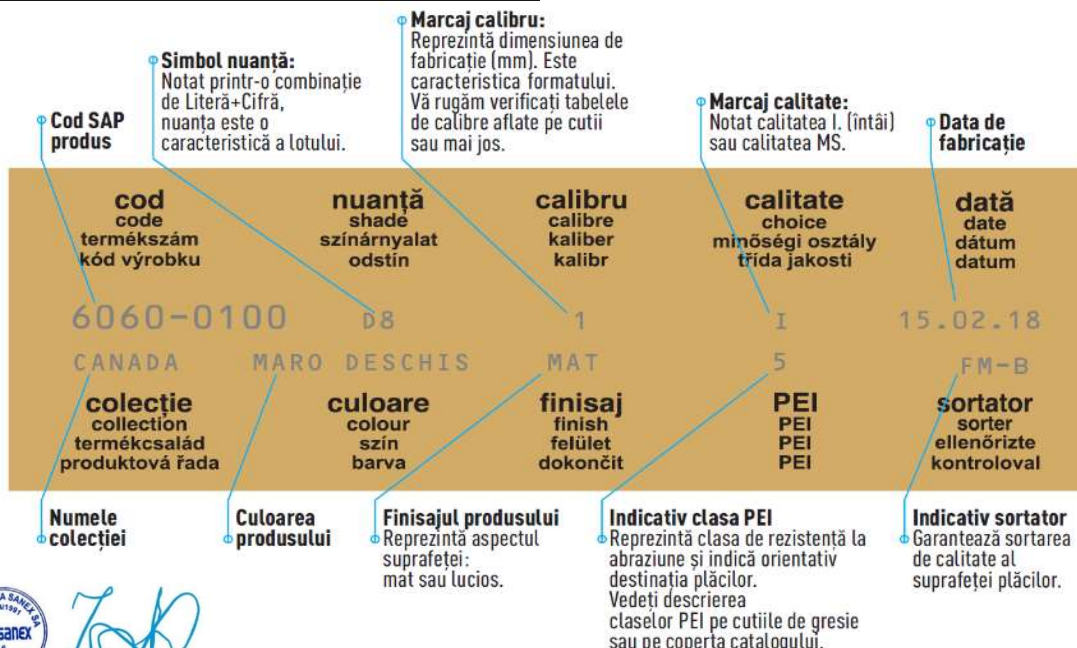 Marcaj calibru:
Reprezintă dimensiunea de
fabricație (mm). Este
caracteristica formatului.
Vă rugăm verificați tabelele
de calibre aflate pe cutii
sau mai jos.
Simbol nuanță:
Notat printr-o combinație
de Literă+Cifră,
nuanța este o
caracteristică a lotului.
Marcaj calitate:
Notat calitatea I. (întâi)
sau calitatea MS.
Cod SAP
produs
Data de
fabricație
cod
code
termékszám
kód výrobku
nuanță
shade
színárnyalat
odstín
calibru
calibre
kaliber
kalibr
calitate
choice
minőségi osztály
třída jakosti
dată
date
dátum
datum
6060-0100 D8 1 I 15.02.18
CANADA MARO DESCHIS MAT 5 FM-B
colecție
collection
termékcsalád
produktová řada
culoare
colour
szín
barva
finisaj
finish
felület
dokončit
PEI
PEI
PEI
PEI
sortator
sorter
ellenőrizte
kontroloval
Numele
colecției
Culoarea
produsului
Finisajul produsului
Reprezintă aspectul
suprafeței:
mat sau lucios.
Indicativ clasa PEI
Reprezintă clasa de rezistență la
abraziune și indică orientativ
destinația plăcilor.
Vedeți descrierea
claselor PEI pe cutiile de gresie
sau pe coperta catalogului.
Indicativ sortator
Garantează sortarea
de calitate al
suprafeței plăcilor.
sanex